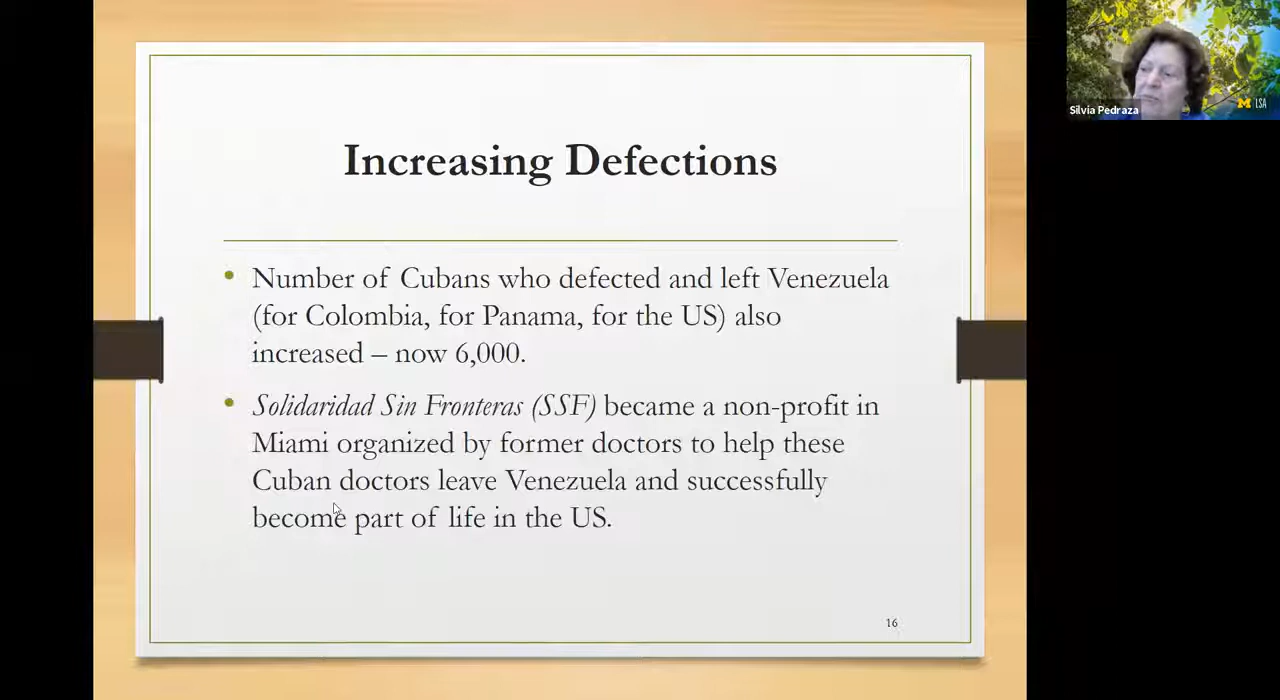 Increasing Defections
• Number of Cubans who defected and left Venezuela
(for Colombia, for Panama, for the US) also
increased – now 6,000.
• Solidaridad Sin Fronteras (SSF) became a non-profit in
Miami organized by former doctors to help these
Cuban doctors leave Venezuela and successfully
become part of life in the US.
16
Silvia Pedraza
M LSA